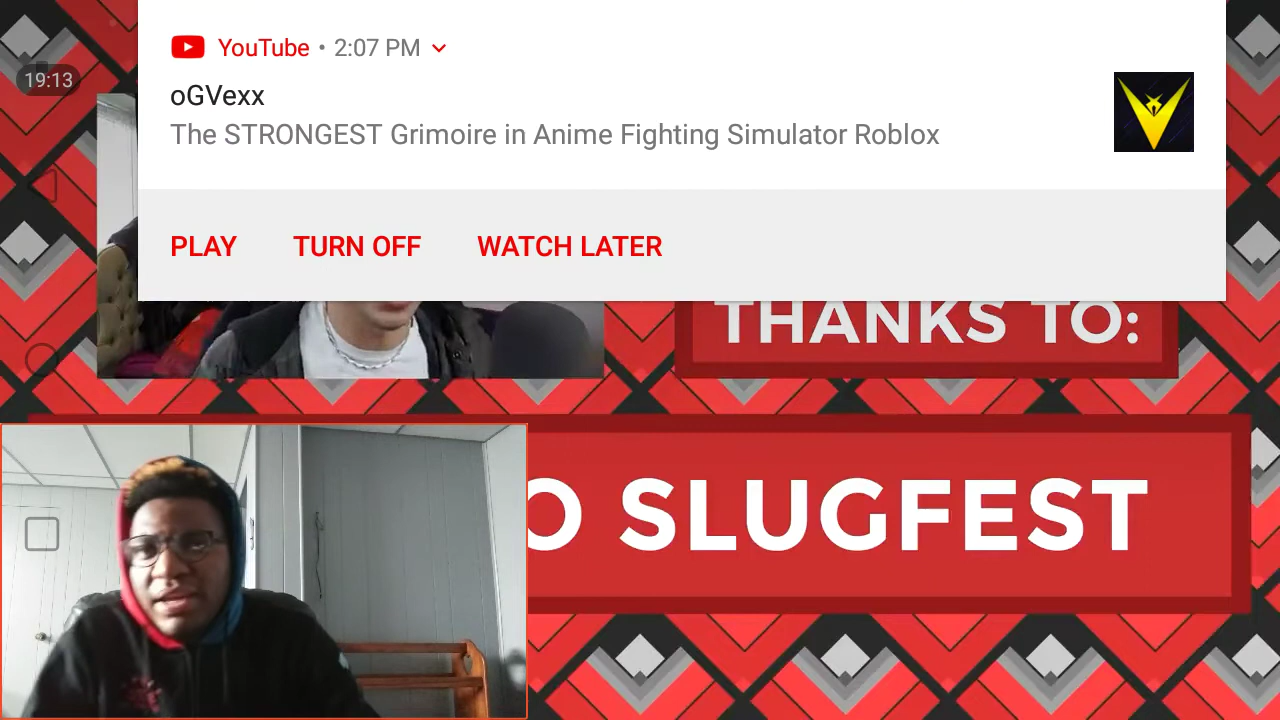 YouTube • 2:07 PM
19:13
oGVexx
The STRONGEST Grimoire in Anime Fighting Simulator Roblox
PLAY TURN OFF WATCH LATER
THANKS TO:
O SLUGFEST